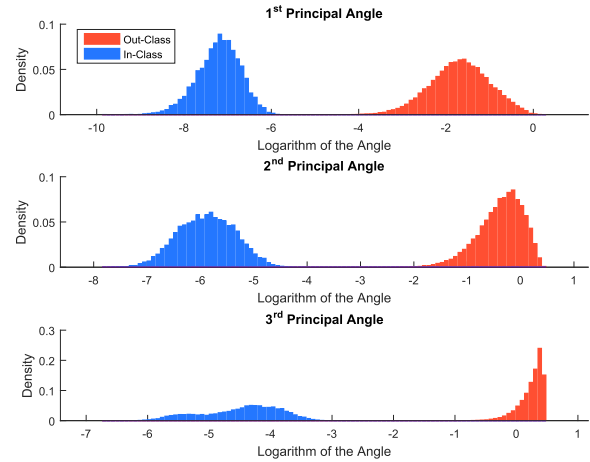 1st Principal Angle
0.1
0.05
0
Density
Out-Class
In-Class
-10 -8 -6 -4 -2 0
Logarithm of the Angle
2nd Principal Angle
0.1
0.05
0
Density
-8 -7 -6 -5 -4 -3 -2 -1 0 1
Logarithm of the Angle
3rd Principal Angle
0.3
0.2
0.1
0
Density
-7 -6 -5 -4 -3 -2 -1 0 1
Logarithm of the Angle